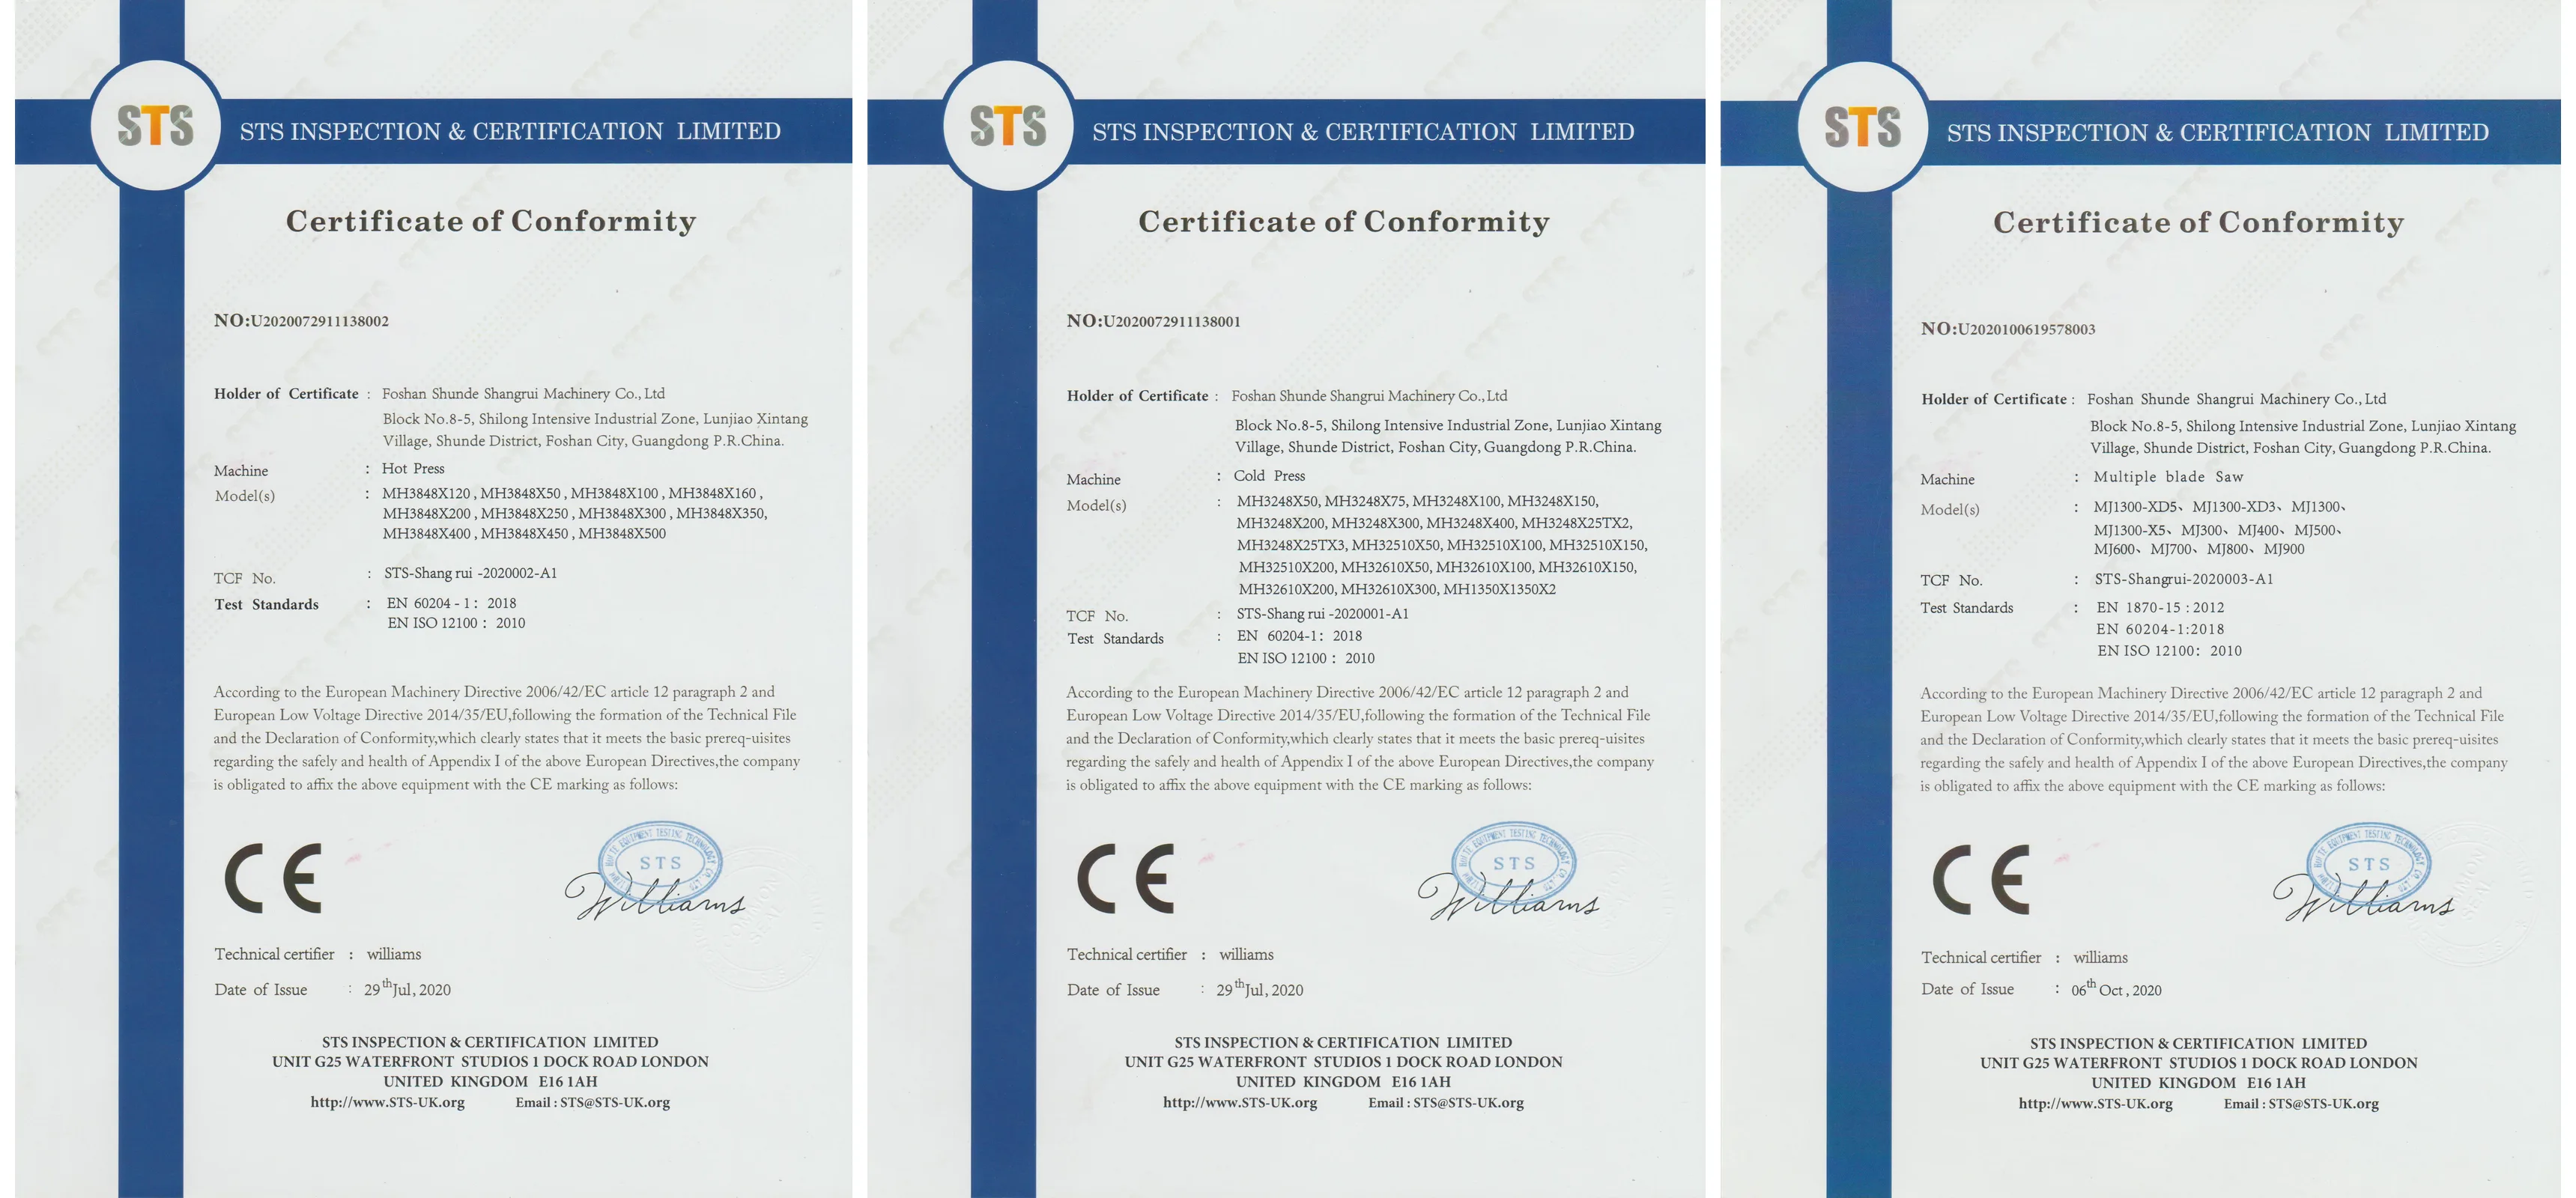 STS
STS INSPECTION & CERTIFICATION LIMITED
Certificate of Conformity
NO:U2020072911138002
Holder of Certificate : Foshan Shunde Shangrui Machinery Co., Ltd
Block No.8-5, Shilong Intensive Industrial Zone, Lunjiao Xintang
Village, Shunde District, Foshan City, Guangdong P.R.China.
Machine : Hot Press
Model(s) : MH3848X120 , MH3848X50 , MH3848X100 , MH3848X160 ,
MH3848X200 , MH3848X250 , MH3848X300 , MH3848X350,
MH3848X400 , MH3848X450 , MH3848X500
TCF No. : STS-Shang rui -2020002-A1
Test Standards : EN 60204 - 1 : 2018
EN ISO 12100 : 2010
According to the European Machinery Directive 2006/42/EC article 12 paragraph 2 and
European Low Voltage Directive 2014/35/EU,following the formation of the Technical File
and the Declaration of Conformity,which clearly states that it meets the basic prereq-uisites
regarding the safely and health of Appendix I of the above European Directives,the company
is obligated to affix the above equipment with the CE marking as follows:
CE
STS
Williams
Technical certifier : williams
Date of Issue : 29th Jul, 2020
STS INSPECTION & CERTIFICATION LIMITED
UNIT G25 WATERFRONT STUDIOS 1 DOCK ROAD LONDON
UNITED KINGDOM E16 1AH
http://www.STS-UK.org Email : STS@STS-UK.org
STS
STS INSPECTION & CERTIFICATION LIMITED
Certificate of Conformity
NO:U2020072911138001
Holder of Certificate : Foshan Shunde Shangrui Machinery Co., Ltd
Block No.8-5, Shilong Intensive Industrial Zone, Lunjiao Xintang
Village, Shunde District, Foshan City, Guangdong P.R.China.
Machine : Cold Press
Model(s) : MH3248X50, MH3248X75, MH3248X100, MH3248X150,
MH3248X200, MH3248X300, MH3248X400, MH3248X25TX2,
MH3248X25TX3, MH32510X50, MH32510X100, MH32510X150,
MH32510X200, MH32610X50, MH32610X100, MH32610X150,
MH32610X200, MH32610X300, MH1350X1350X2
TCF No. : STS-Shang rui -2020001-A1
Test Standards : EN 60204-1: 2018
EN ISO 12100 : 2010
According to the European Machinery Directive 2006/42/EC article 12 paragraph 2 and
European Low Voltage Directive 2014/35/EU,following the formation of the Technical File
and the Declaration of Conformity,which clearly states that it meets the basic prereq-uisites
regarding the safely and health of Appendix I of the above European Directives,the company
is obligated to affix the above equipment with the CE marking as follows:
CE
STS
Williams
Technical certifier : williams
Date of Issue : 29th Jul, 2020
STS INSPECTION & CERTIFICATION LIMITED
UNIT G25 WATERFRONT STUDIOS 1 DOCK ROAD LONDON
UNITED KINGDOM E16 1AH
http://www.STS-UK.org Email : STS@STS-UK.org
STS
STS INSPECTION & CERTIFICATION LIMITED
Certificate of Conformity
NO:U2020100619578003
Holder of Certificate : Foshan Shunde Shangrui Machinery Co., Ltd
Block No.8-5, Shilong Intensive Industrial Zone, Lunjiao Xintang
Village, Shunde District, Foshan City, Guangdong P.R.China.
Machine : Multiple blade Saw
Model(s) : MJ1300-XD5、MJ1300-XD3、MJ1300、
MJ1300-X5、MJ300、MJ400、MJ500、
MJ600、MJ700、MJ800、MJ900
TCF No. : STS-Shangrui-2020003-A1
Test Standards : EN 1870-15 : 2012
EN 60204-1:2018
EN ISO 12100: 2010
According to the European Machinery Directive 2006/42/EC article 12 paragraph 2 and
European Low Voltage Directive 2014/35/EU,following the formation of the Technical File
and the Declaration of Conformity,which clearly states that it meets the basic prereq-uisites
regarding the safely and health of Appendix I of the above European Directives,the company
is obligated to affix the above equipment with the CE marking as follows:
CE
STS
Williams
Technical certifier : williams
Date of Issue : 06th Oct , 2020
STS INSPECTION & CERTIFICATION LIMITED
UNIT G25 WATERFRONT STUDIOS 1 DOCK ROAD LONDON
UNITED KINGDOM E16 1AH
http://www.STS-UK.org Email : STS@STS-UK.org